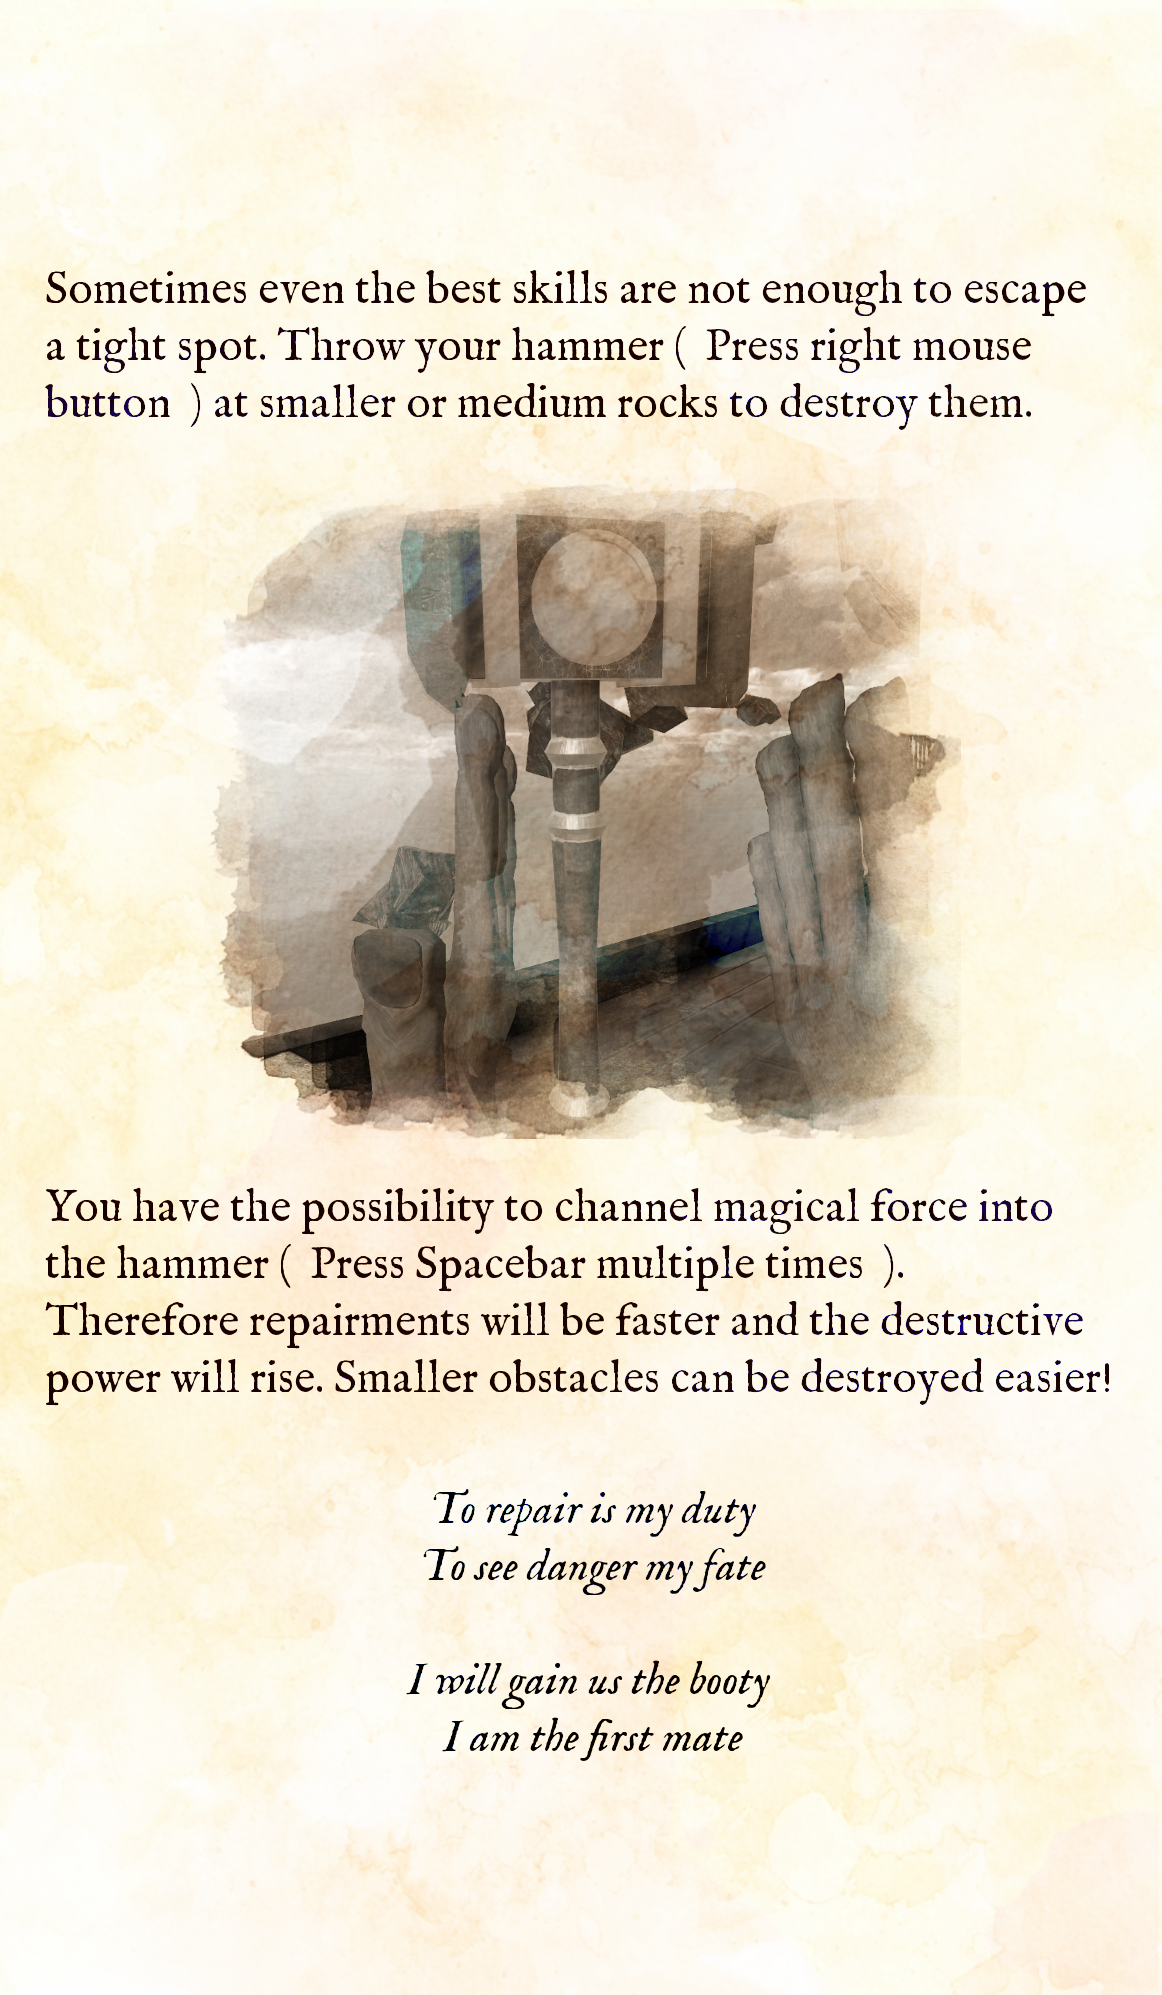 Sometimes even the best skills are not enough to escape
a tight spot. Throw your hammer ( Press right mouse
button ) at smaller or medium rocks to destroy them.
You have the possibility to channel magical force into
the hammer ( Press Spacebar multiple times ).
Therefore repairments will be faster and the destructive
power will rise. Smaller obstacles can be destroyed easier!
To repair is my duty
To see danger my fate
I will gain us the booty
I am the first mate